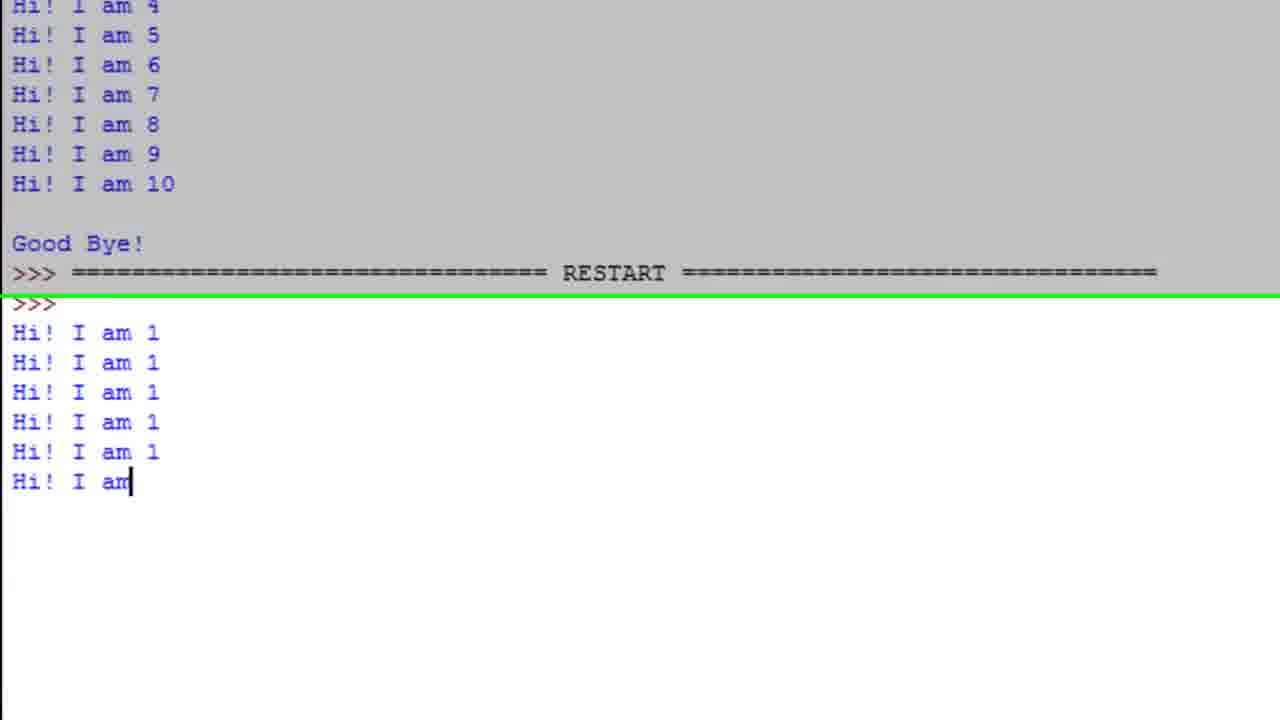 Hi! I am 4
Hi! I am 5
Hi! I am 6
Hi! I am 7
Hi! I am 8
Hi! I am 9
Hi! I am 10
Good Bye!
>>> ================================ RESTART ================================
>>>
Hi! I am 1
Hi! I am 1
Hi! I am 1
Hi! I am 1
Hi! I am 1
Hi! I am